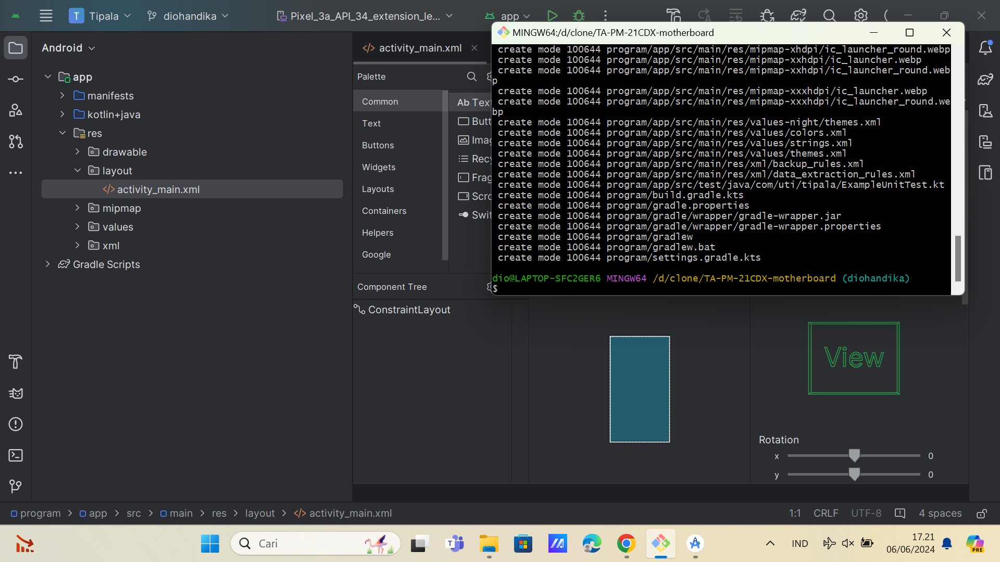 T Tipala
diohandika
Pixel_3a_API_34_extension_le...
app
Android
app
manifests
kotlin+java
res
drawable
layout
activity_main.xml
mipmap
values
xml
Gradle Scripts
activity_main.xml
Palette
Common
Text
Buttons
Widgets
Layouts
Containers
Helpers
Google
Ab
Component Tree
ConstraintLayout
MINGW64:/d/clone/TA-PM-21CDX-motherboard
create mode 100644 program/app/src/main/res/mipmap-xhdpi/ic_launcher_round.webp
create mode 100644 program/app/src/main/res/mipmap-xxhdpi/ic_launcher.webp
create mode 100644 program/app/src/main/res/mipmap-xxhdpi/ic_launcher_round.web
p
create mode 100644 program/app/src/main/res/mipmap-xxxhdpi/ic_launcher.webp
create mode 100644 program/app/src/main/res/mipmap-xxxhdpi/ic_launcher_round.we
bp
create mode 100644 program/app/src/main/res/values-night/themes.xml
create mode 100644 program/app/src/main/res/values/colors.xml
create mode 100644 program/app/src/main/res/values/strings.xml
create mode 100644 program/app/src/main/res/values/themes.xml
create mode 100644 program/app/src/main/res/xml/backup_rules.xml
create mode 100644 program/app/src/main/res/xml/data_extraction_rules.xml
create mode 100644 program/app/src/test/java/com/uti/tipala/ExampleUnitTest.kt
create mode 100644 program/build.gradle.kts
create mode 100644 program/gradle.properties
create mode 100644 program/gradle/wrapper/gradle-wrapper.jar
create mode 100644 program/gradle/wrapper/gradle-wrapper.properties
create mode 100644 program/gradlew
create mode 100644 program/gradlew.bat
create mode 100644 program/settings.gradle.kts
dio@LAPTOP-SFC2GER6 MINGW64 /d/clone/TA-PM-21CDX-motherboard (diohandika)
$
View
Rotation
x 0
y 0
program > app > src > main > res > layout > activity_main.xml
1:1 CRLF UTF-8 4 spaces
Cari
IND
17.21
06/06/2024
PRE